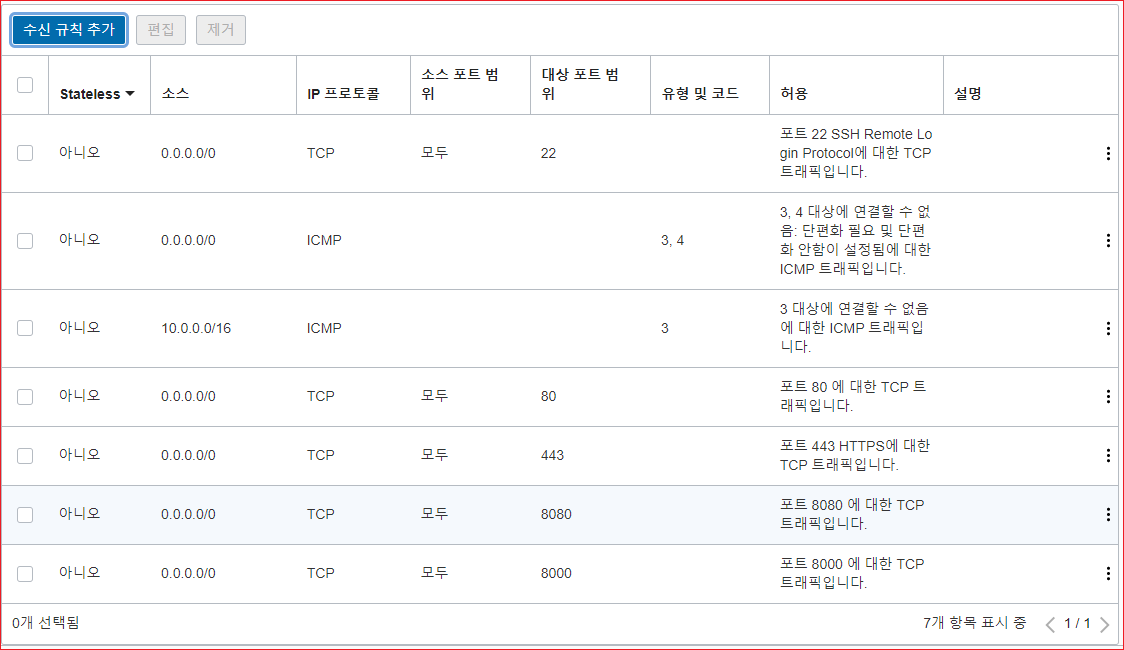 수신 규칙 추가 편집 제거
Stateless 소스 IP 프로토콜 소스 포트 범위 대상 포트 범위 유형 및 코드 허용 설명
아니오 0.0.0.0/0 TCP 모두 22 포트 22 SSH Remote Lo
gin Protocol에 대한 TCP
트래픽입니다.
아니오 0.0.0.0/0 ICMP 3, 4 3, 4 대상에 연결할 수 없
음: 단편화 필요 및 단편
화 안함이 설정됨에 대한
ICMP 트래픽입니다.
아니오 10.0.0.0/16 ICMP 3 3 대상에 연결할 수 없음
에 대한 ICMP 트래픽입
니다.
아니오 0.0.0.0/0 TCP 모두 80 포트 80 에 대한 TCP 트
래픽입니다.
아니오 0.0.0.0/0 TCP 모두 443 포트 443 HTTPS에 대한
TCP 트래픽입니다.
아니오 0.0.0.0/0 TCP 모두 8080 포트 8080 에 대한 TCP
트래픽입니다.
아니오 0.0.0.0/0 TCP 모두 8000 포트 8000 에 대한 TCP
트래픽입니다.
0개 선택됨 7개 항목 표시 중 1 / 1